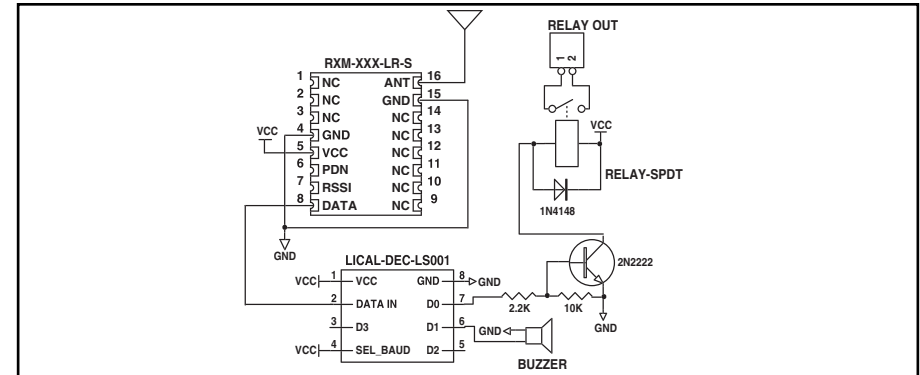 RELAY OUT
1 2
RXM-XXX-LR-S
1 NC ANT 16
2 NC GND 15
3 NC NC 14
4 GND NC 13
5 VCC NC 12
6 PDN NC 11
7 RSSI NC 10
8 DATA NC 9
VCC
GND
VCC
RELAY-SPDT
1N4148
2N2222
LICAL-DEC-LS001
VCC 1 VCC GND 8 GND
2 DATA IN D0 7
3 D3 D1 6
VCC 4 SEL_BAUD D2 5
2.2K 10K
GND
GND
BUZZER